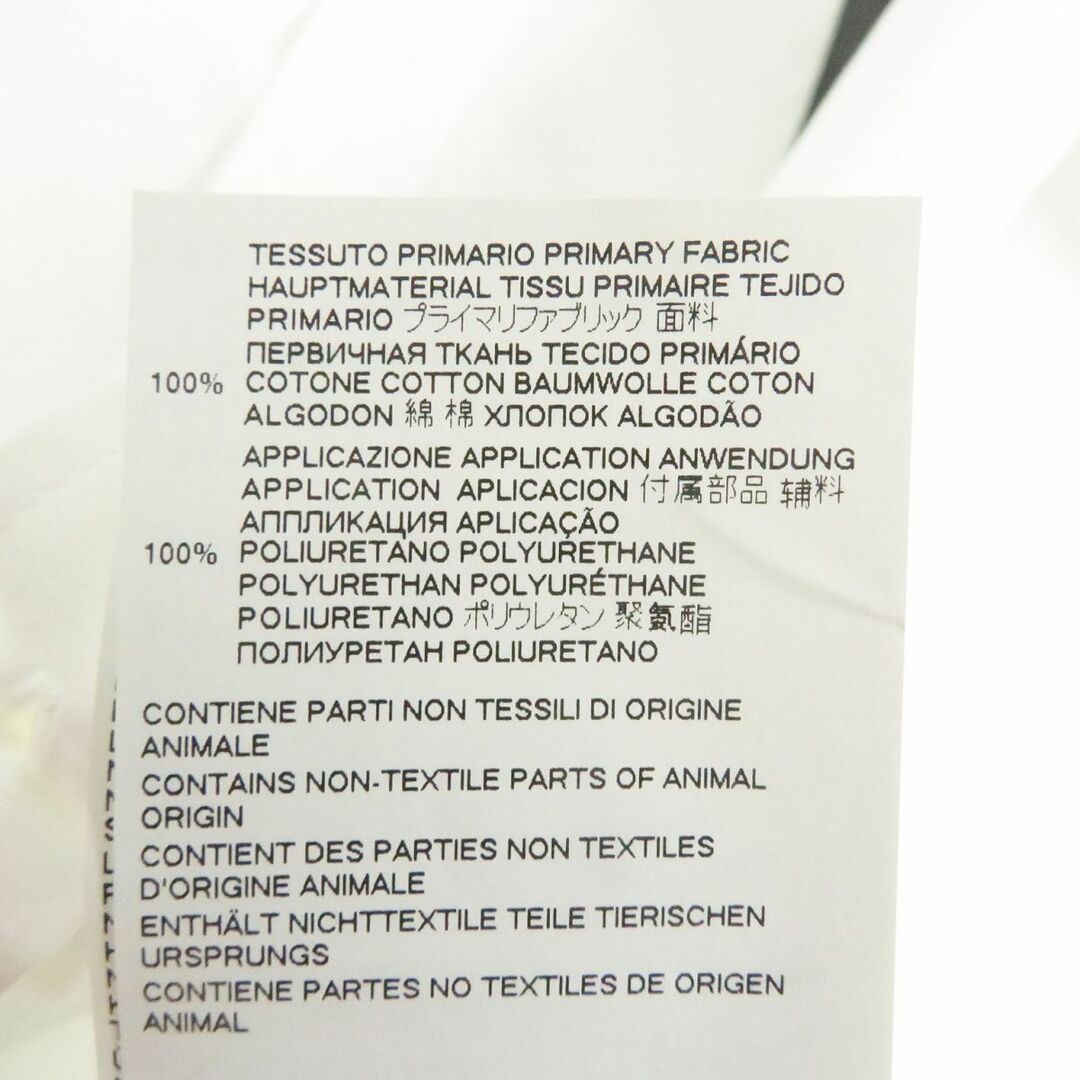 TESSUTO PRIMARIO PRIMARY FABRIC
HAUPTMATERIAL TISSU PRIMAIRE TEJIDO
PRIMARIO プライマリファブリック 面料
ПЕРВИЧНАЯ ТКАНЬ TECIDO PRIMÁRIO
100% COTONE COTTON BAUMWOLLE COTON
ALGODON 綿 棉 ХЛОПОК ALGODÃO
APPLICAZIONE APPLICATION ANWENDUNG
APPLICATION APLICACION 付属部品 辅料
АППЛИКАЦИЯ APLICAÇÃO
100% POLIURETANO POLYURETHANE
POLYURETHAN POLYURÉTHANE
POLIURETANO ポリウレタン 聚氨酯
ПОЛИУРЕТАН POLIURETANO
CONTIENE PARTI NON TESSILI DI ORIGINE
ANIMALE
CONTAINS NON-TEXTILE PARTS OF ANIMAL
ORIGIN
CONTIENT DES PARTIES NON TEXTILES
D'ORIGINE ANIMALE
ENTHÄLT NICHTTEXTILE TEILE TIERISCHEN
URSPRUNGS
CONTIENE PARTES NO TEXTILES DE ORIGEN
ANIMAL